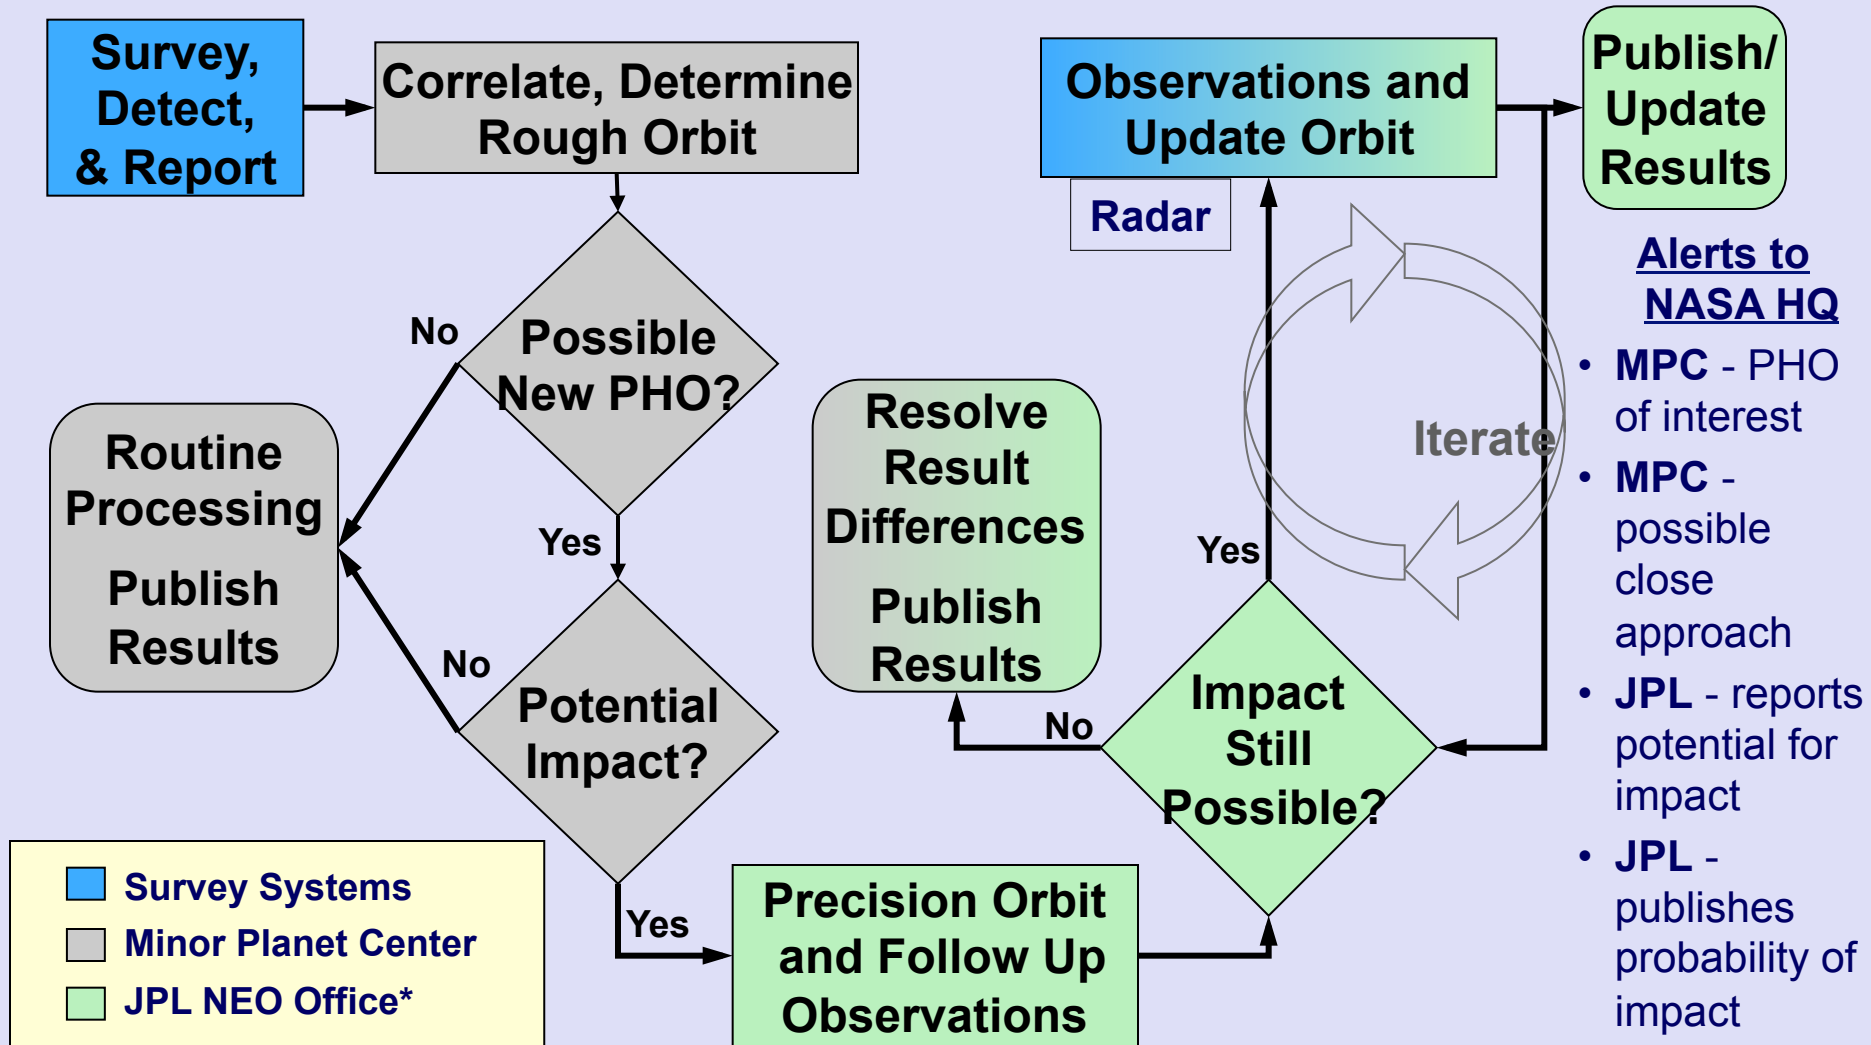 Survey,
Detect,
& Report
Correlate, Determine
Rough Orbit
Possible
New PHO?
No
Yes
Routine
Processing
Publish
Results
Potential
Impact?
No
Yes
Precision Orbit
and Follow Up
Observations
Impact
Still
Possible?
No
Yes
Resolve
Result
Differences
Publish
Results
Observations and
Update Orbit
Radar
Iterate
Publish/
Update
Results
Alerts to
NASA HQ
• MPC - PHO
of interest
• MPC -
possible
close
approach
• JPL - reports
potential for
impact
• JPL -
publishes
probability of
impact
Survey Systems
Minor Planet Center
JPL NEO Office*